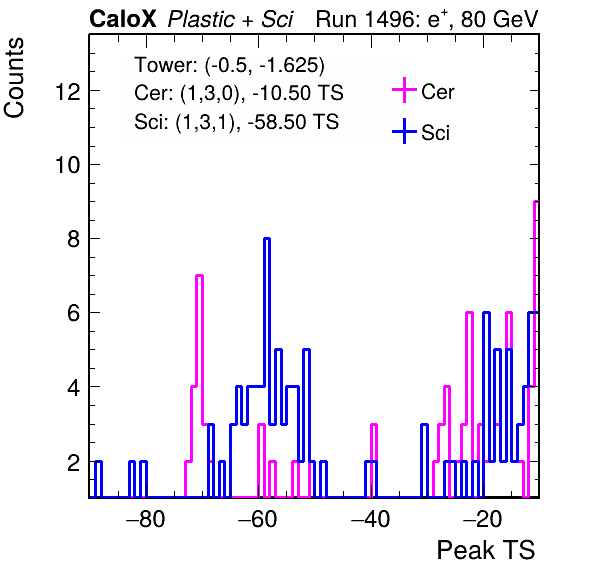 CaloX Plastic + Sci Run 1496: e+, 80 GeV
Tower: (-0.5, -1.625)
Cer: (1,3,0), -10.50 TS
Sci: (1,3,1), -58.50 TS
Cer
Sci
Counts
12
10
8
6
4
2
−80 −60 −40 −20
Peak TS